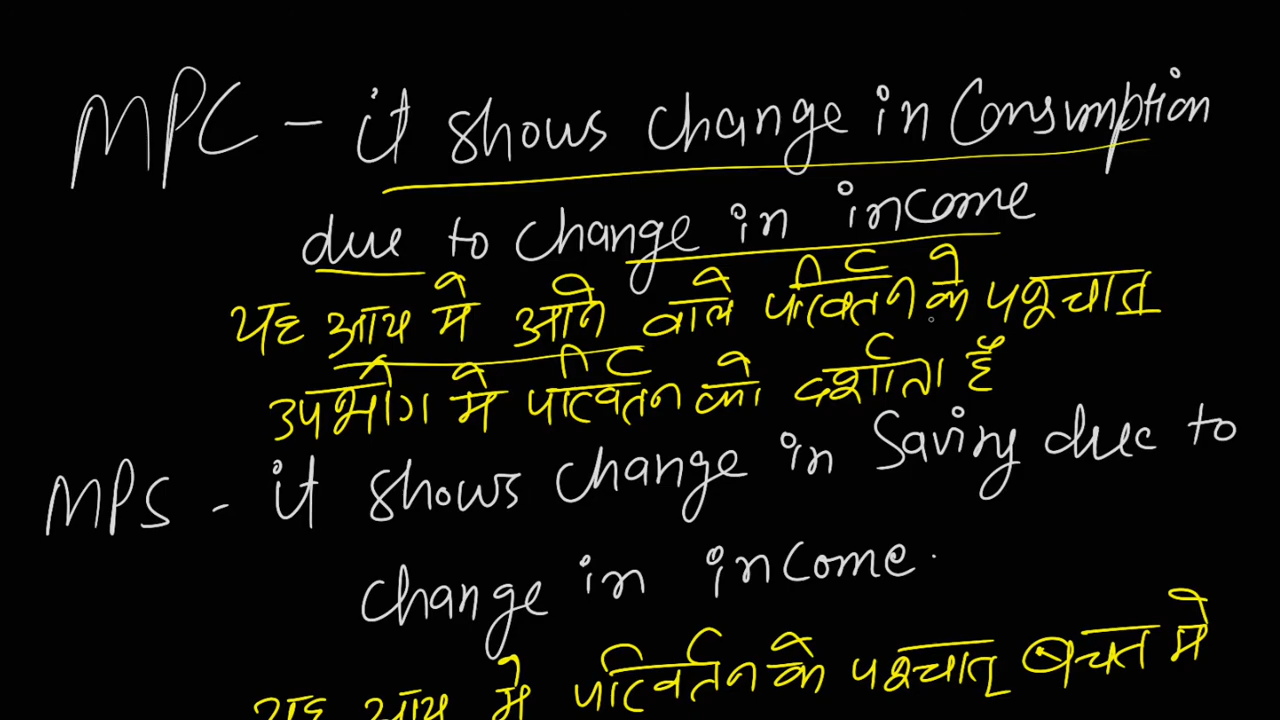 MPC - it shows change in Consumption
due to change in income
यह आय मे आने वाले परिवर्तन के पश्चात
उपभोग मे परिवर्तन को दर्शाता है
MPS - it shows change in Saving due to
change in income.
यह आय मे परिवर्तन के पश्चात् बचत मे